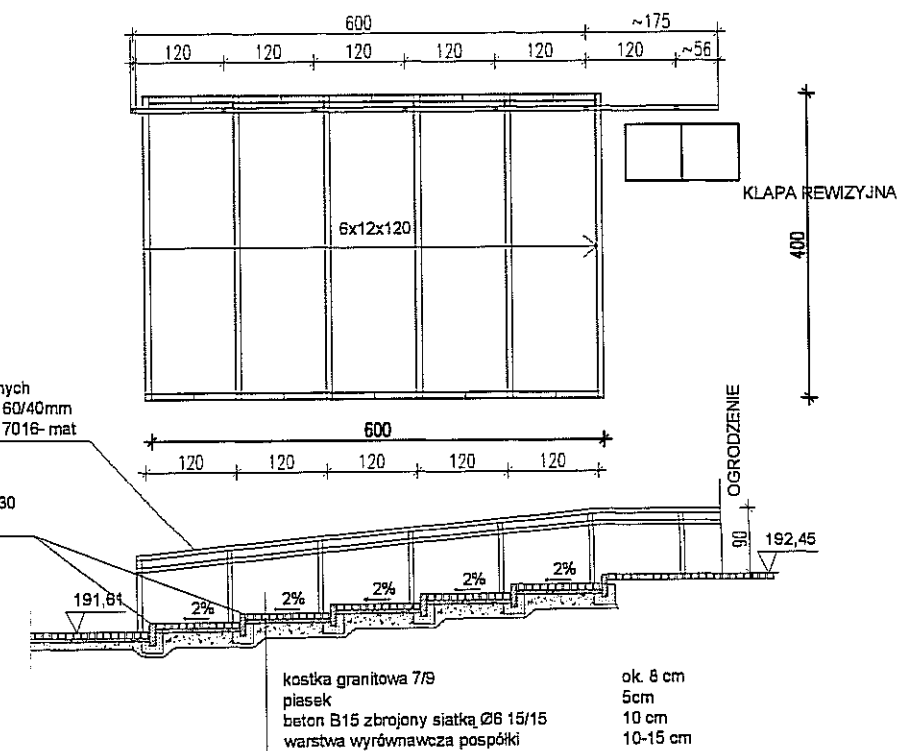 600 ~175
120 120 120 120 120 120 ~56
KLAPA REWIZYJNA
6x12x120
400
nych
60/40mm
7016- mat
600
120 120 120 120 120
OGRODZENIE
30
90
192,45
191,61
2% 2% 2% 2% 2%
kostka granitowa 7/9 ok. 8 cm
piasek 5cm
beton B15 zbrojony siatką Ø6 15/15 10 cm
warstwa wyrównawcza pospółki 10-15 cm